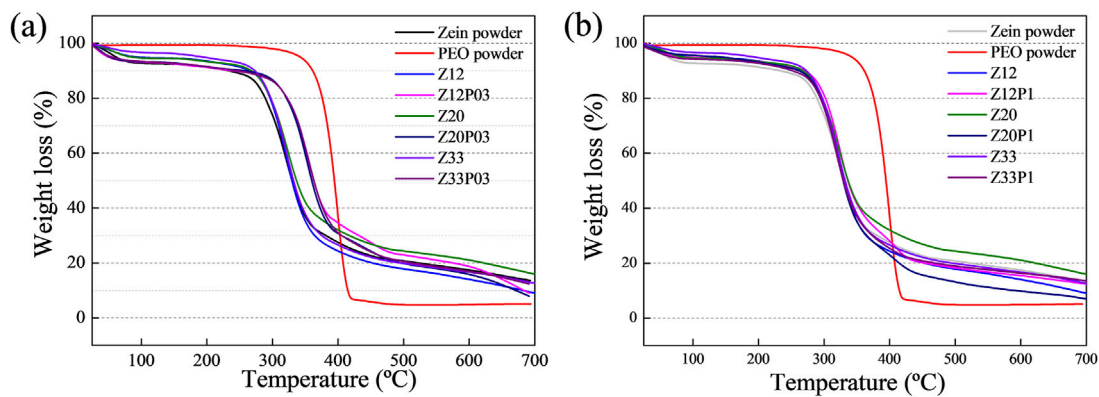 (a)
Weight loss (%)
100
80
60
40
20
0
Zein powder
PEO powder
Z12
Z12P03
Z20
Z20P03
Z33
Z33P03
100 200 300 400 500 600 700
Temperature (ºC)
(b)
Weight loss (%)
100
80
60
40
20
0
Zein powder
PEO powder
Z12
Z12P1
Z20
Z20P1
Z33
Z33P1
100 200 300 400 500 600 700
Temperature (ºC)